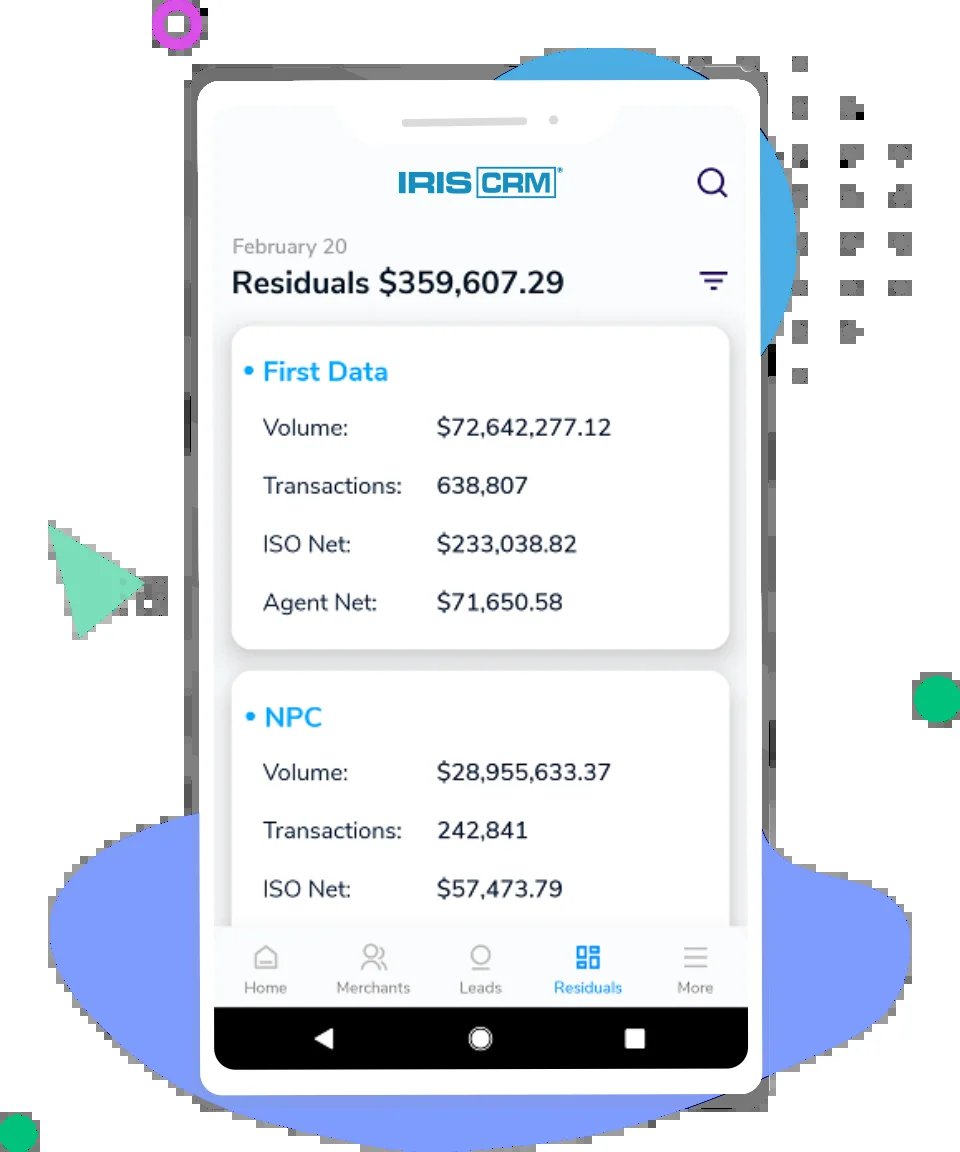 IRIS CRM®
February 20
Residuals $359,607.29
• First Data
Volume: $72,642,277.12
Transactions: 638,807
ISO Net: $233,038.82
Agent Net: $71,650.58
• NPC
Volume: $28,955,633.37
Transactions: 242,841
ISO Net: $57,473.79
Home Merchants Leads Residuals More